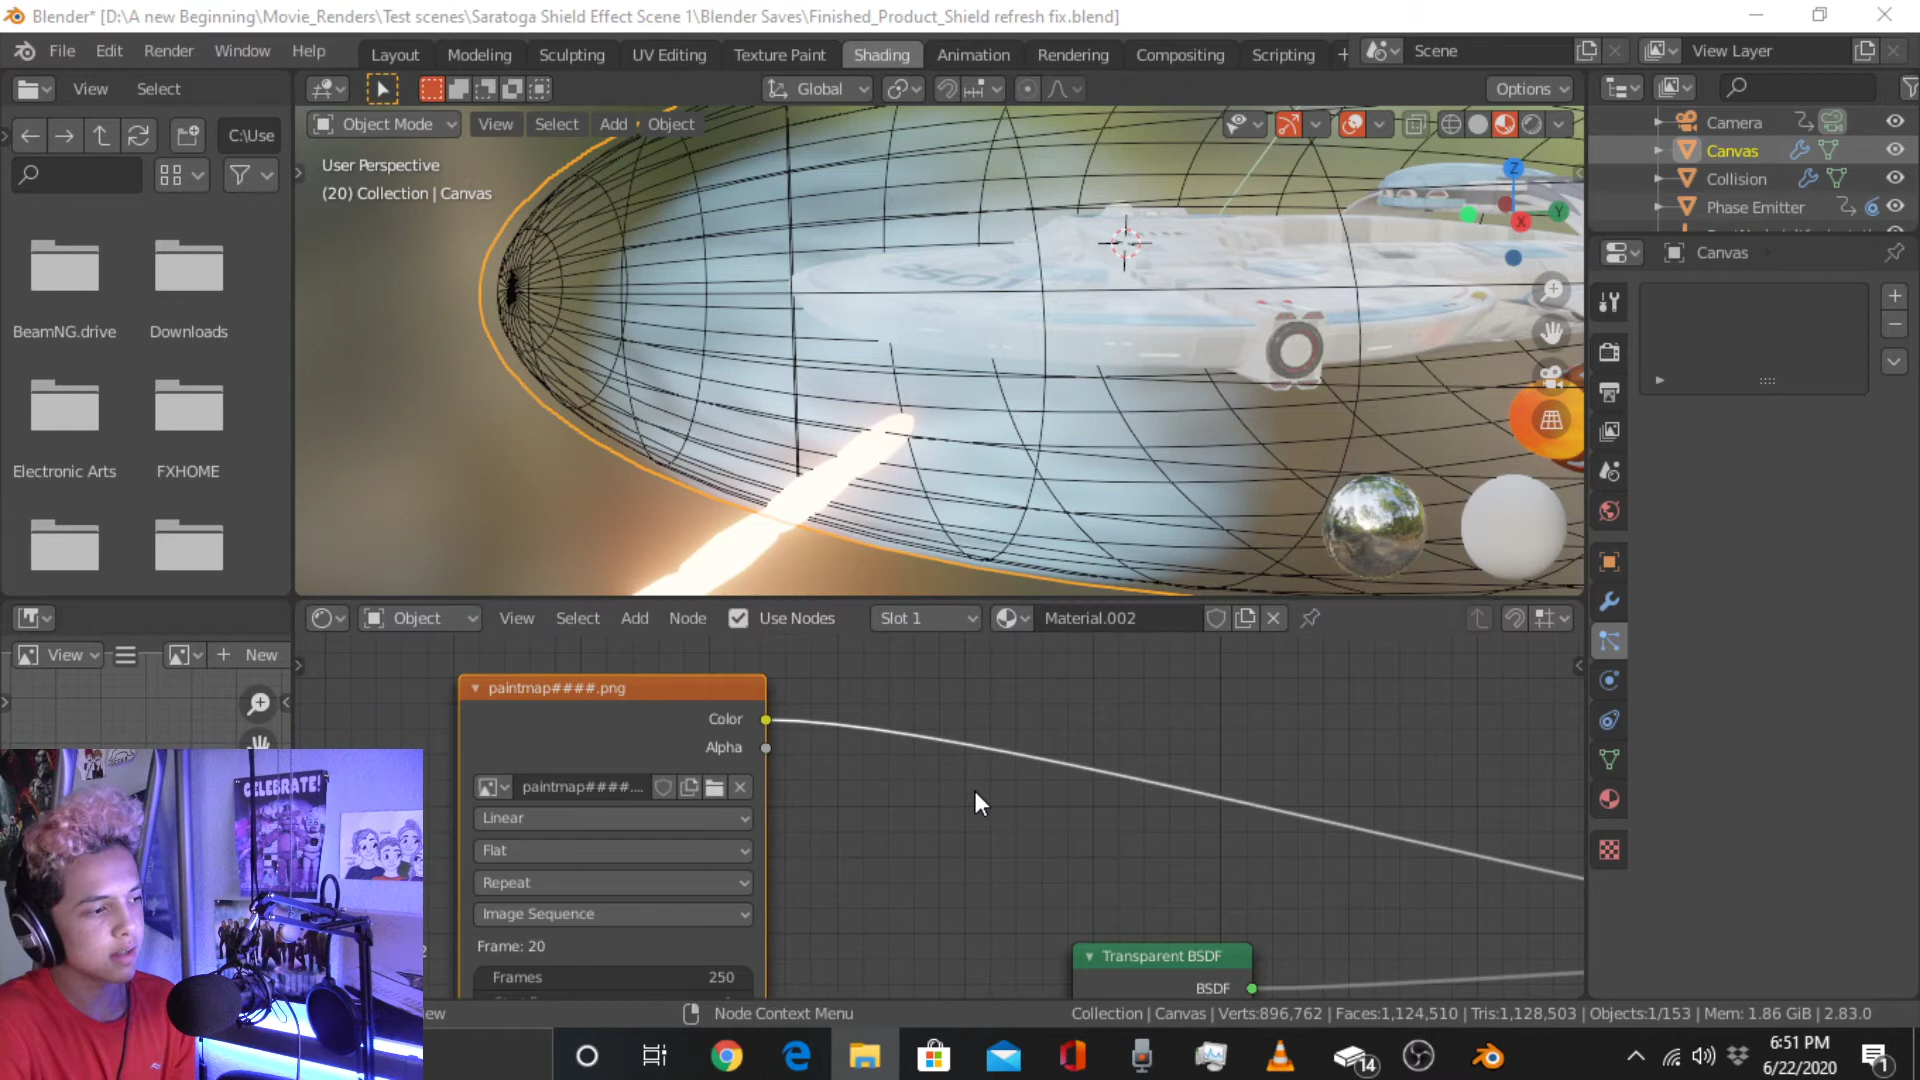 Blender* [D:\A new Beginning\Movie_Renders\Test scenes\Saratoga Shield Effect Scene 1\Blender Saves\Finished_Product_Shield refresh fix.blend]
File Edit Render Window Help Layout Modeling Sculpting UV Editing Texture Paint Shading Animation Rendering Compositing Scripting + Scene View Layer
View Select Global Options
Object Mode View Select Add Object
C:\Use
User Perspective
(20) Collection | Canvas
Camera
Canvas
Collision
Phase Emitter
Z
Y
X
Canvas
BeamNG.drive Downloads
Electronic Arts FXHOME
Object View Select Add Node Use Nodes Slot 1 Material.002
View + New
paintmap####.png
Color
Alpha
paintmap####....
Linear
Flat
Repeat
Image Sequence
Frame: 20
Frames 250
Transparent BSDF
BSDF
CELEBRATE!
ew Node Context Menu Collection | Canvas | Verts:896,762 | Faces:1,124,510 | Tris:1,128,503 | Objects:1/153 | Mem: 1.86 GiB | 2.83.0
14
6:51 PM
6/22/2020
1